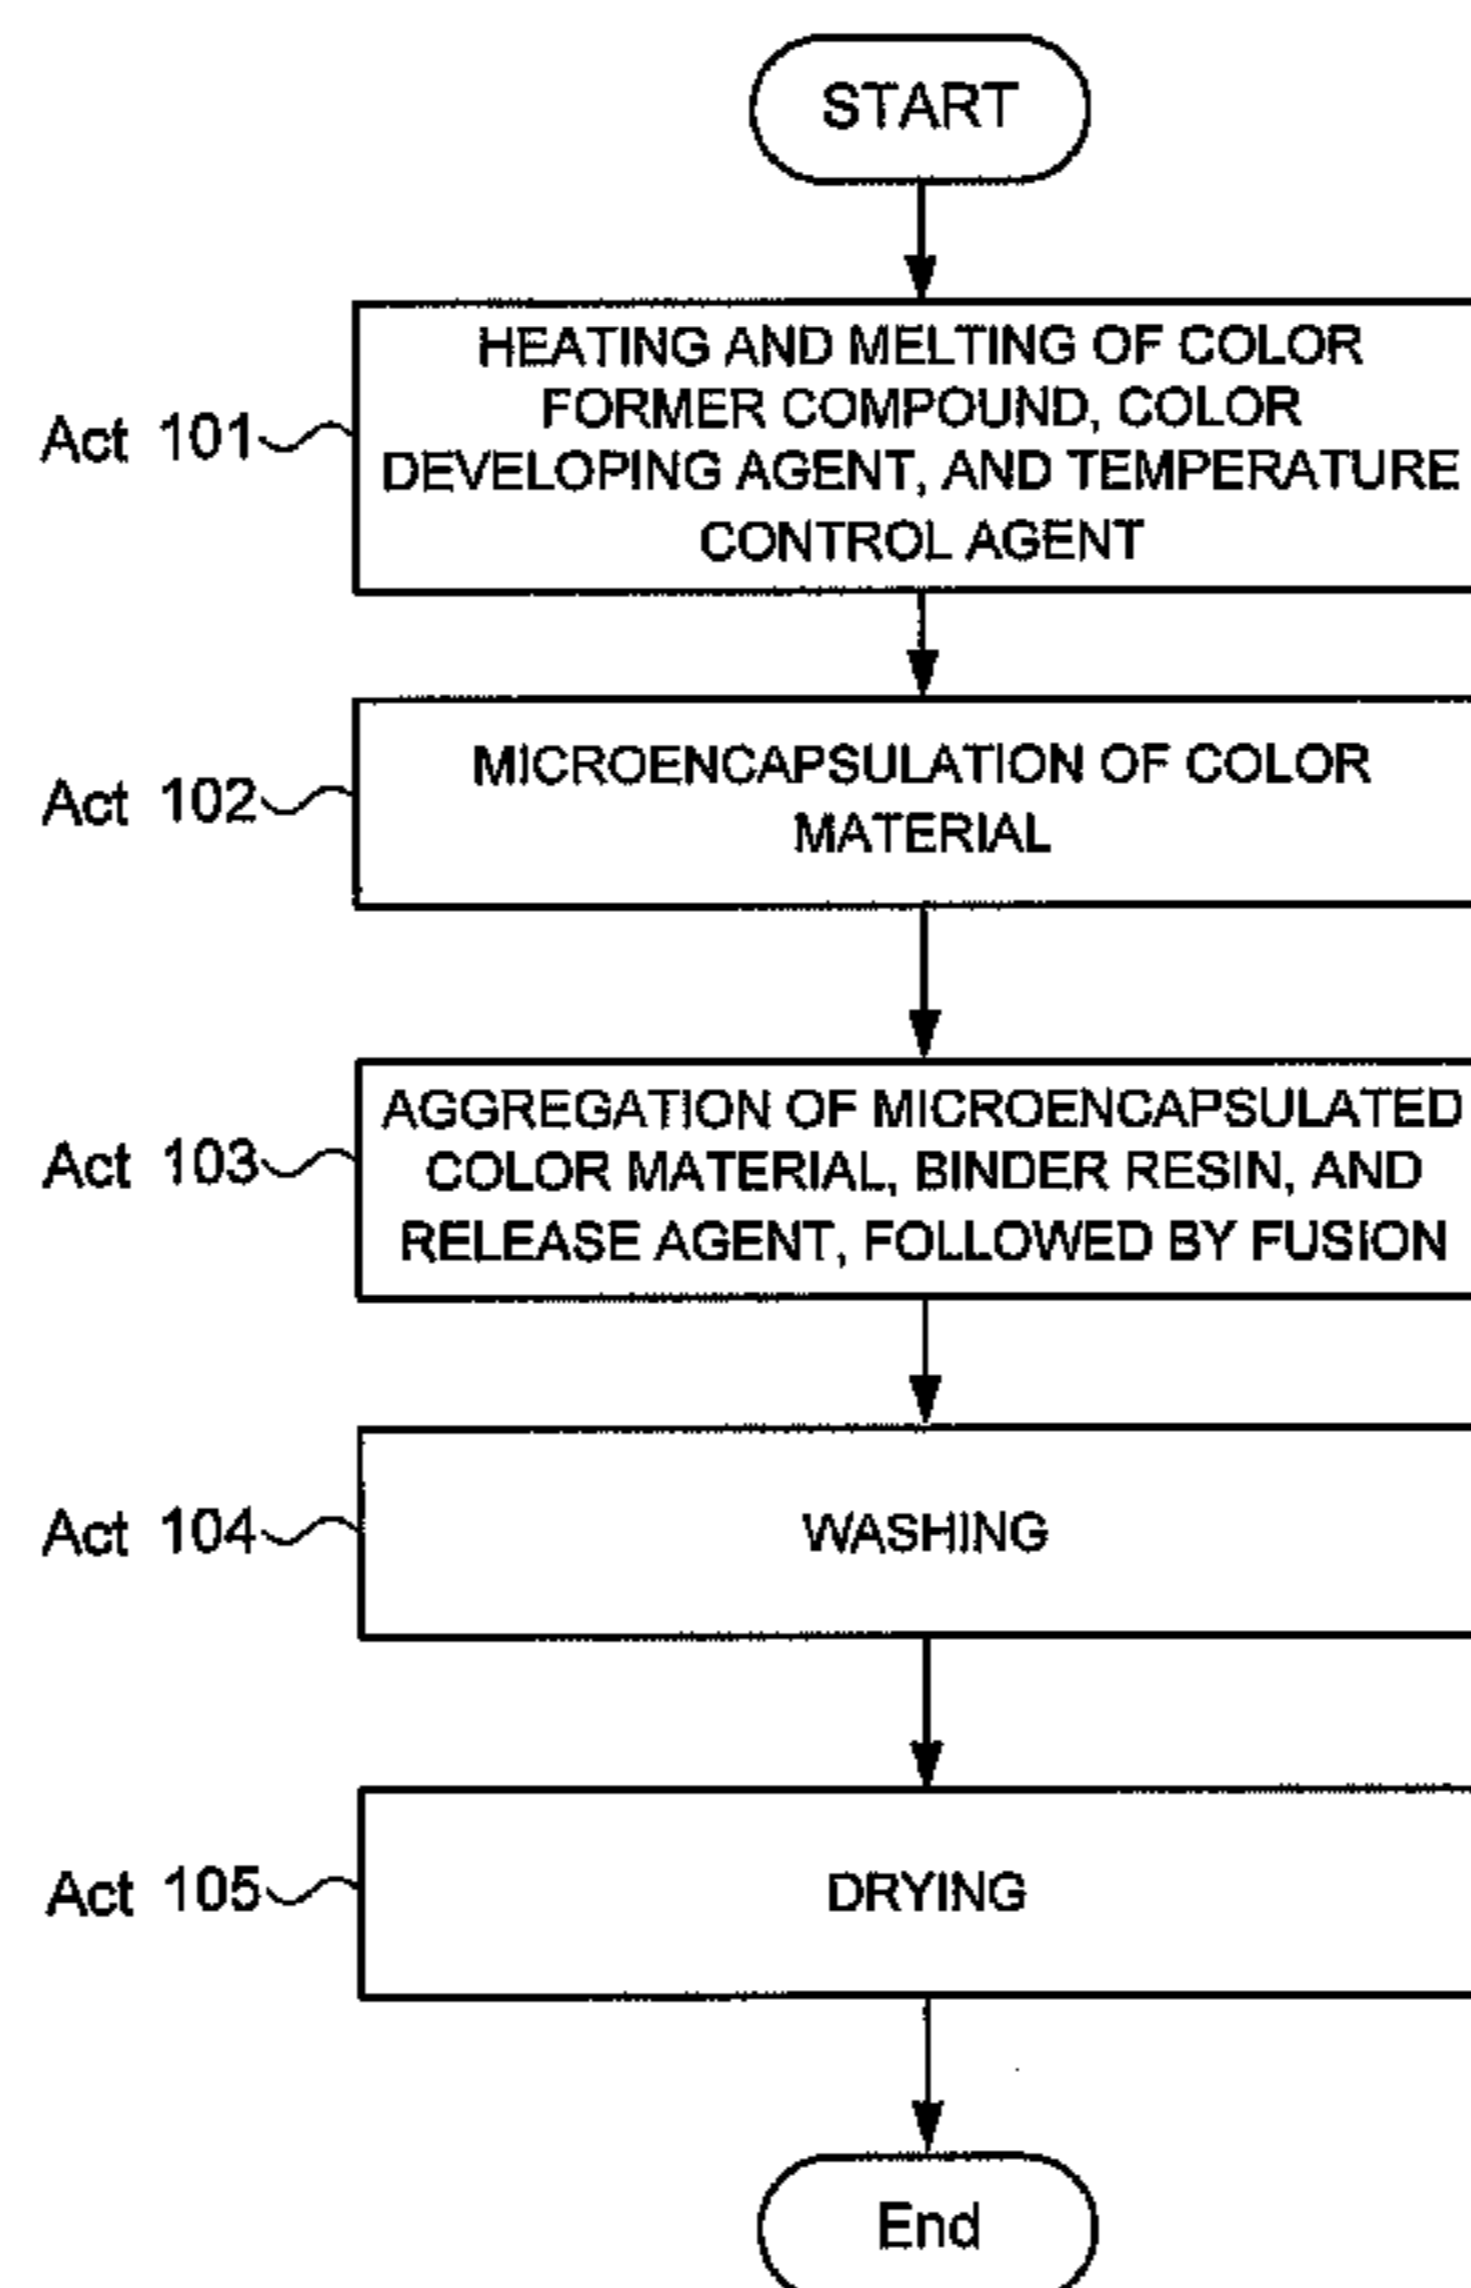 START
Act 101
HEATING AND MELTING OF COLOR
FORMER COMPOUND, COLOR
DEVELOPING AGENT, AND TEMPERATURE
CONTROL AGENT
Act 102
MICROENCAPSULATION OF COLOR
MATERIAL
Act 103
AGGREGATION OF MICROENCAPSULATED
COLOR MATERIAL, BINDER RESIN, AND
RELEASE AGENT, FOLLOWED BY FUSION
Act 104
WASHING
Act 105
DRYING
End